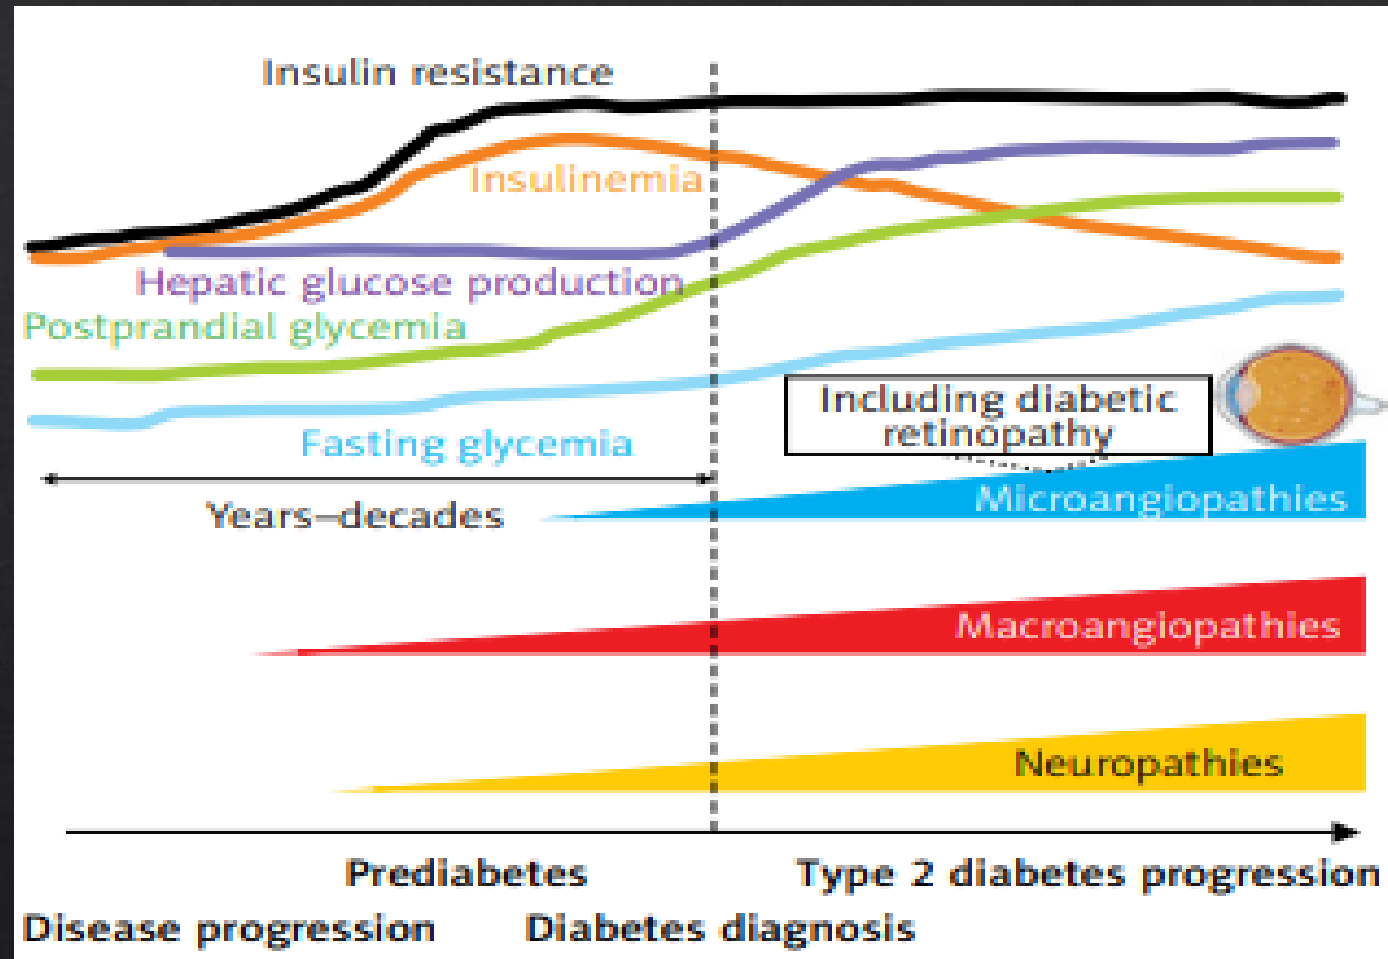 Insulin resistance
Insulinemia
Hepatic glucose production
Postprandial glycemia
Fasting glycemia
Including diabetic
retinopathy
Years–decades
Microangiopathies
Macroangiopathies
Neuropathies
Prediabetes
Type 2 diabetes progression
Disease progression
Diabetes diagnosis